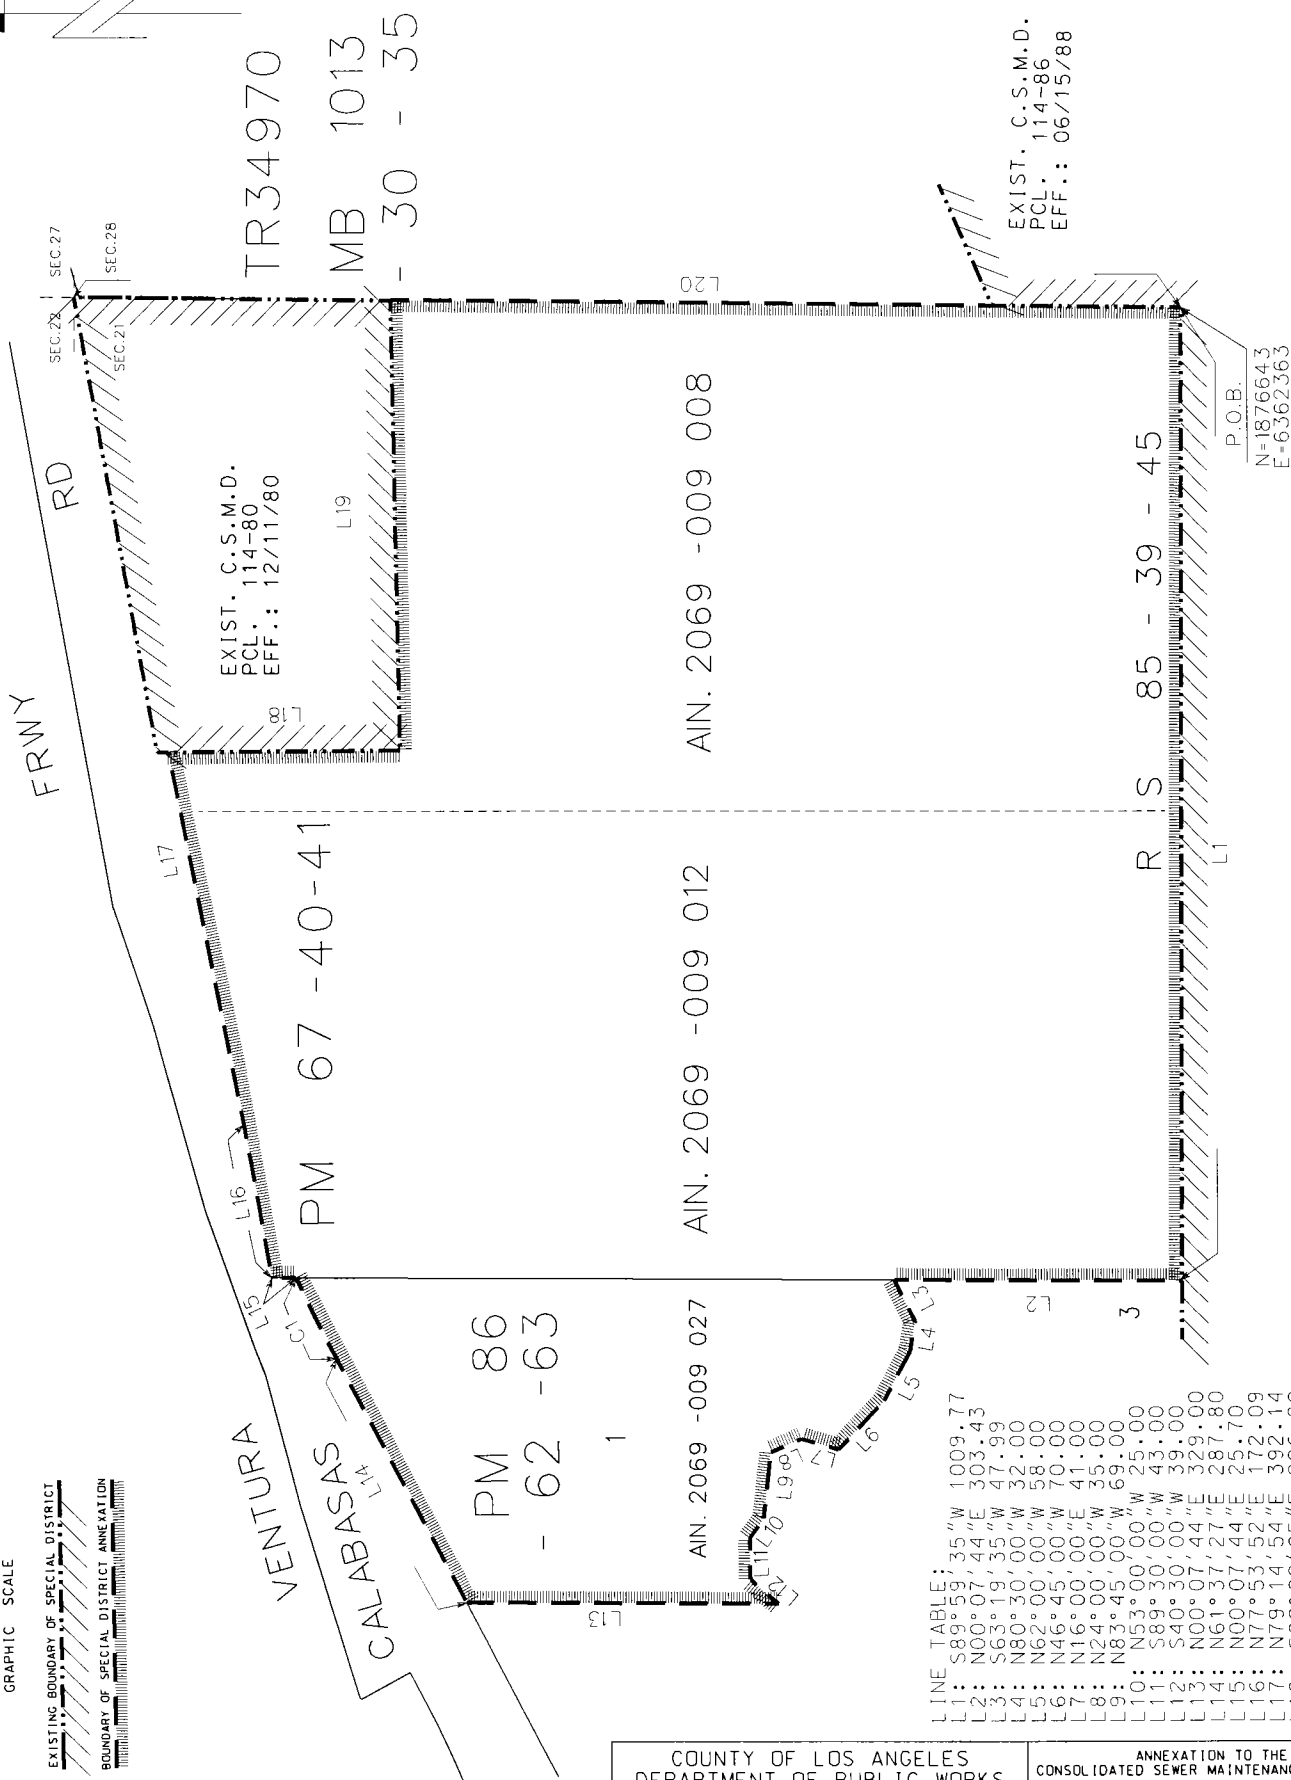 GRAPHIC SCALE
EXISTING BOUNDARY OF SPECIAL DISTRICT
BOUNDARY OF SPECIAL DISTRICT ANNEXATION
VENTURA
FRWY
CALABASAS
RD
SEC.22
SEC.27
SEC.21
SEC.28
TR34970
MB 1013
- 30 - 35
EXIST. C.S.M.D.
PCL. 114-80
EFF.: 12/11/80
L19
L18
L17
L16
L15
C1
L14
L13
PM 67 -40-41
PM 86
- 62 -63
1
AIN. 2069 -009 027
AIN. 2069 -009 012
AIN. 2069 -009 008
L20
EXIST. C.S.M.D.
PCL. 114-86
EFF.: 06/15/88
L12
L11
L10
L9
8
L7
L6
L5
L4
L3
L2
3
R S 85 - 39 - 45
L1
P.O.B.
N=1876643
E=6362363
LINE TABLE:
L1: S89°59'35"W 1009.77
L2: N00°07'44"E 303.43
L3: S63°19'35"W 47.99
L4: N80°30'00"W 32.00
L5: N62°00'00"W 58.00
L6: N46°45'00"W 70.00
L7: N16°00'00"E 41.00
L8: N24°00'00"W 35.00
L9: N83°45'00"W 69.00
L10: N53°00'00"W 25.00
L11: S89°30'00"W 43.00
L12: S40°30'00"W 39.00
L13: N00°07'44"E 329.00
L14: N61°37'27"E 287.80
L15: N00°07'44"E 25.70
L16: N77°53'52"E 172.09
L17: N79°14'54"E 392.14
COUNTY OF LOS ANGELES
DEPARTMENT OF PUBLIC WORKS
ANNEXATION TO THE
CONSOLIDATED SEWER